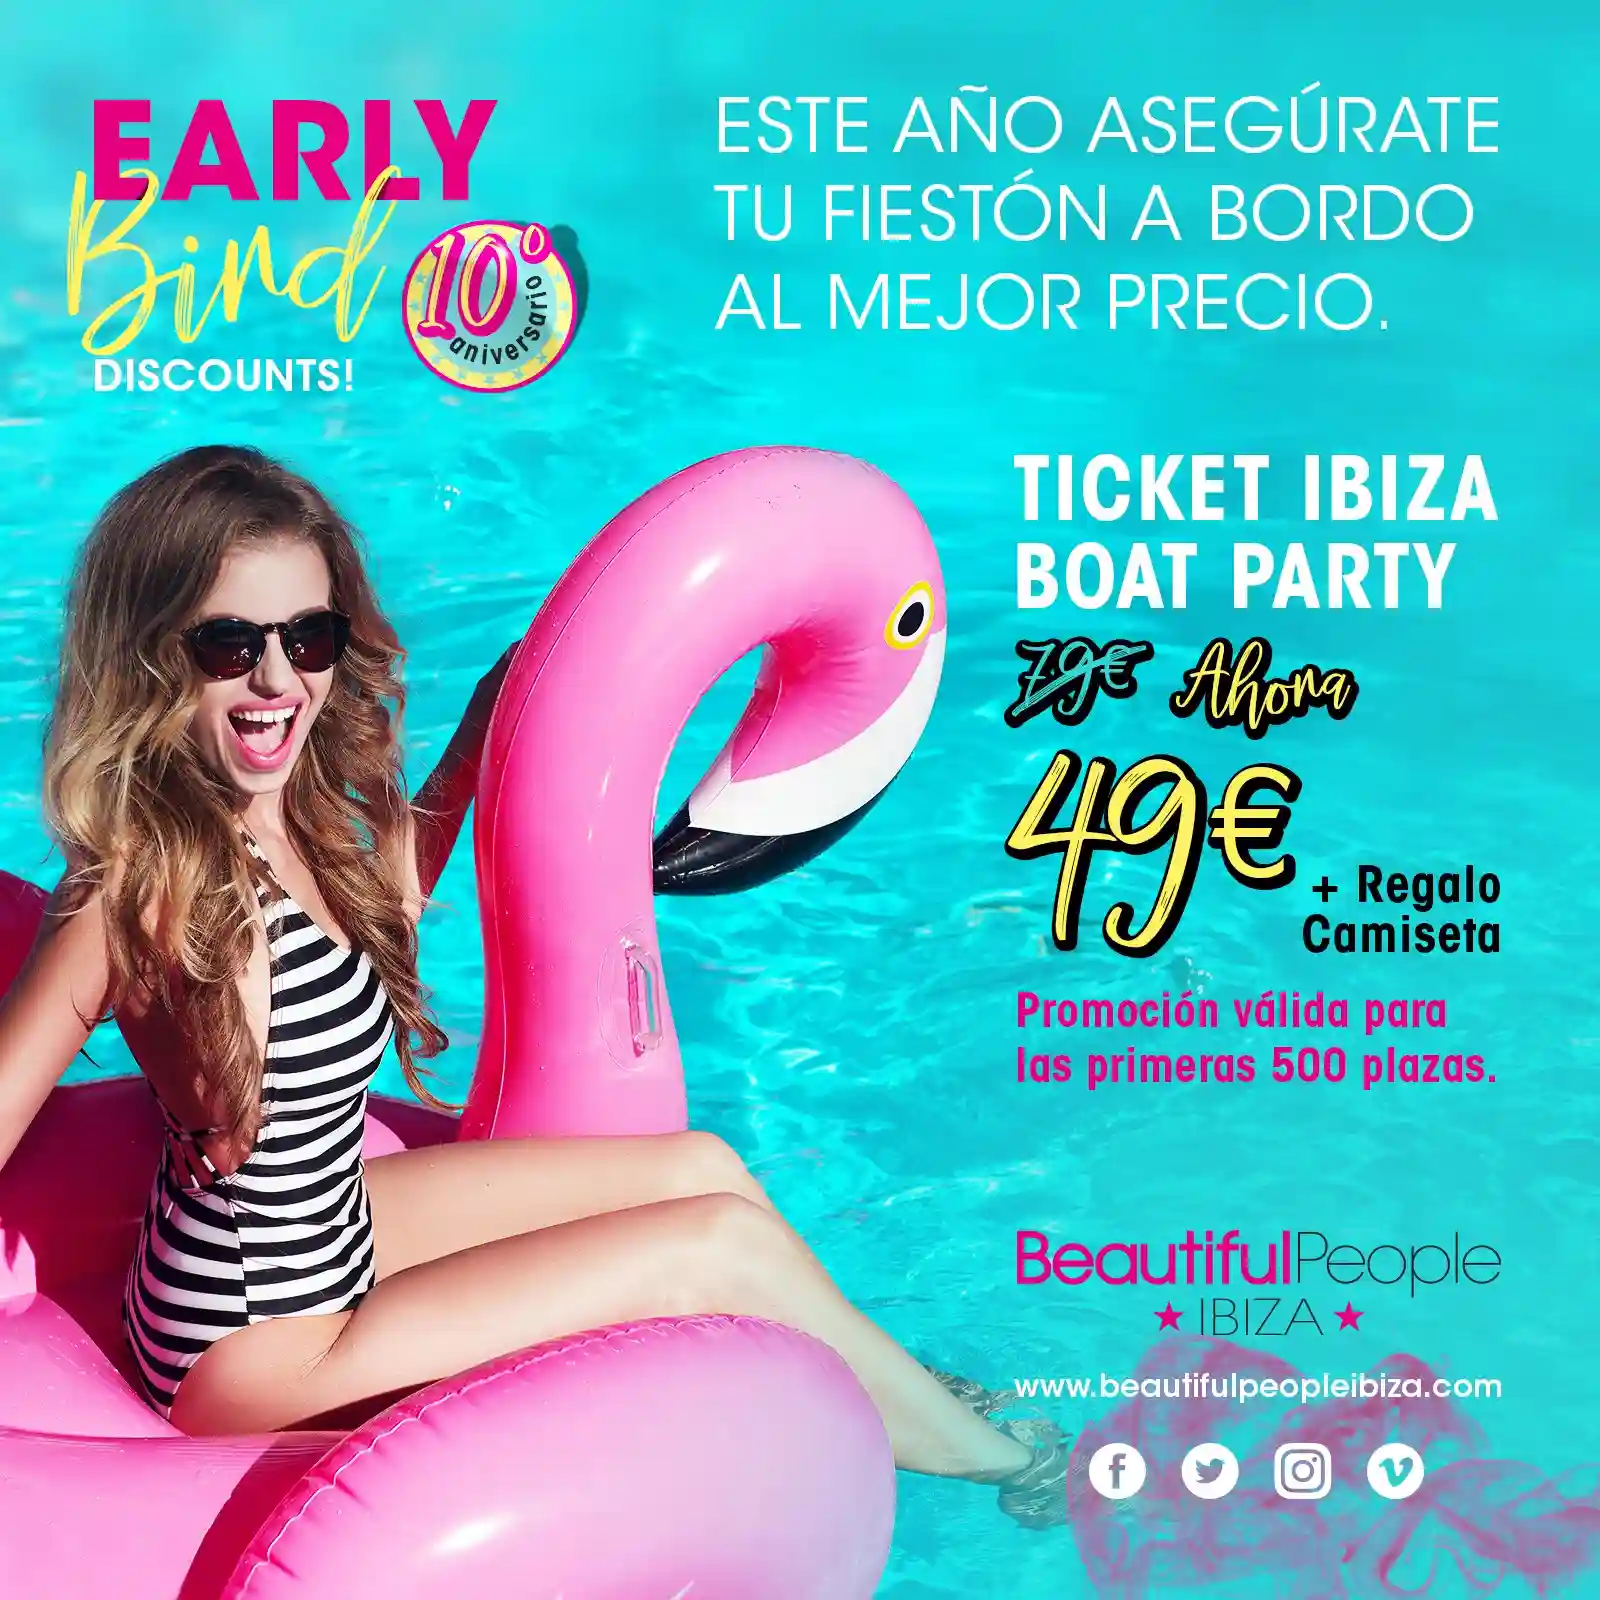 EARLY
Bird
DISCOUNTS!
10º
aniversario
ESTE AÑO ASEGÚRATE
TU FIESTÓN A BORDO
AL MEJOR PRECIO.
TICKET IBIZA
BOAT PARTY
79€ Ahora
49€
+ Regalo
Camiseta
Promoción válida para
las primeras 500 plazas.
BeautifulPeople
IBIZA
www.beautifulpeopleibiza.com